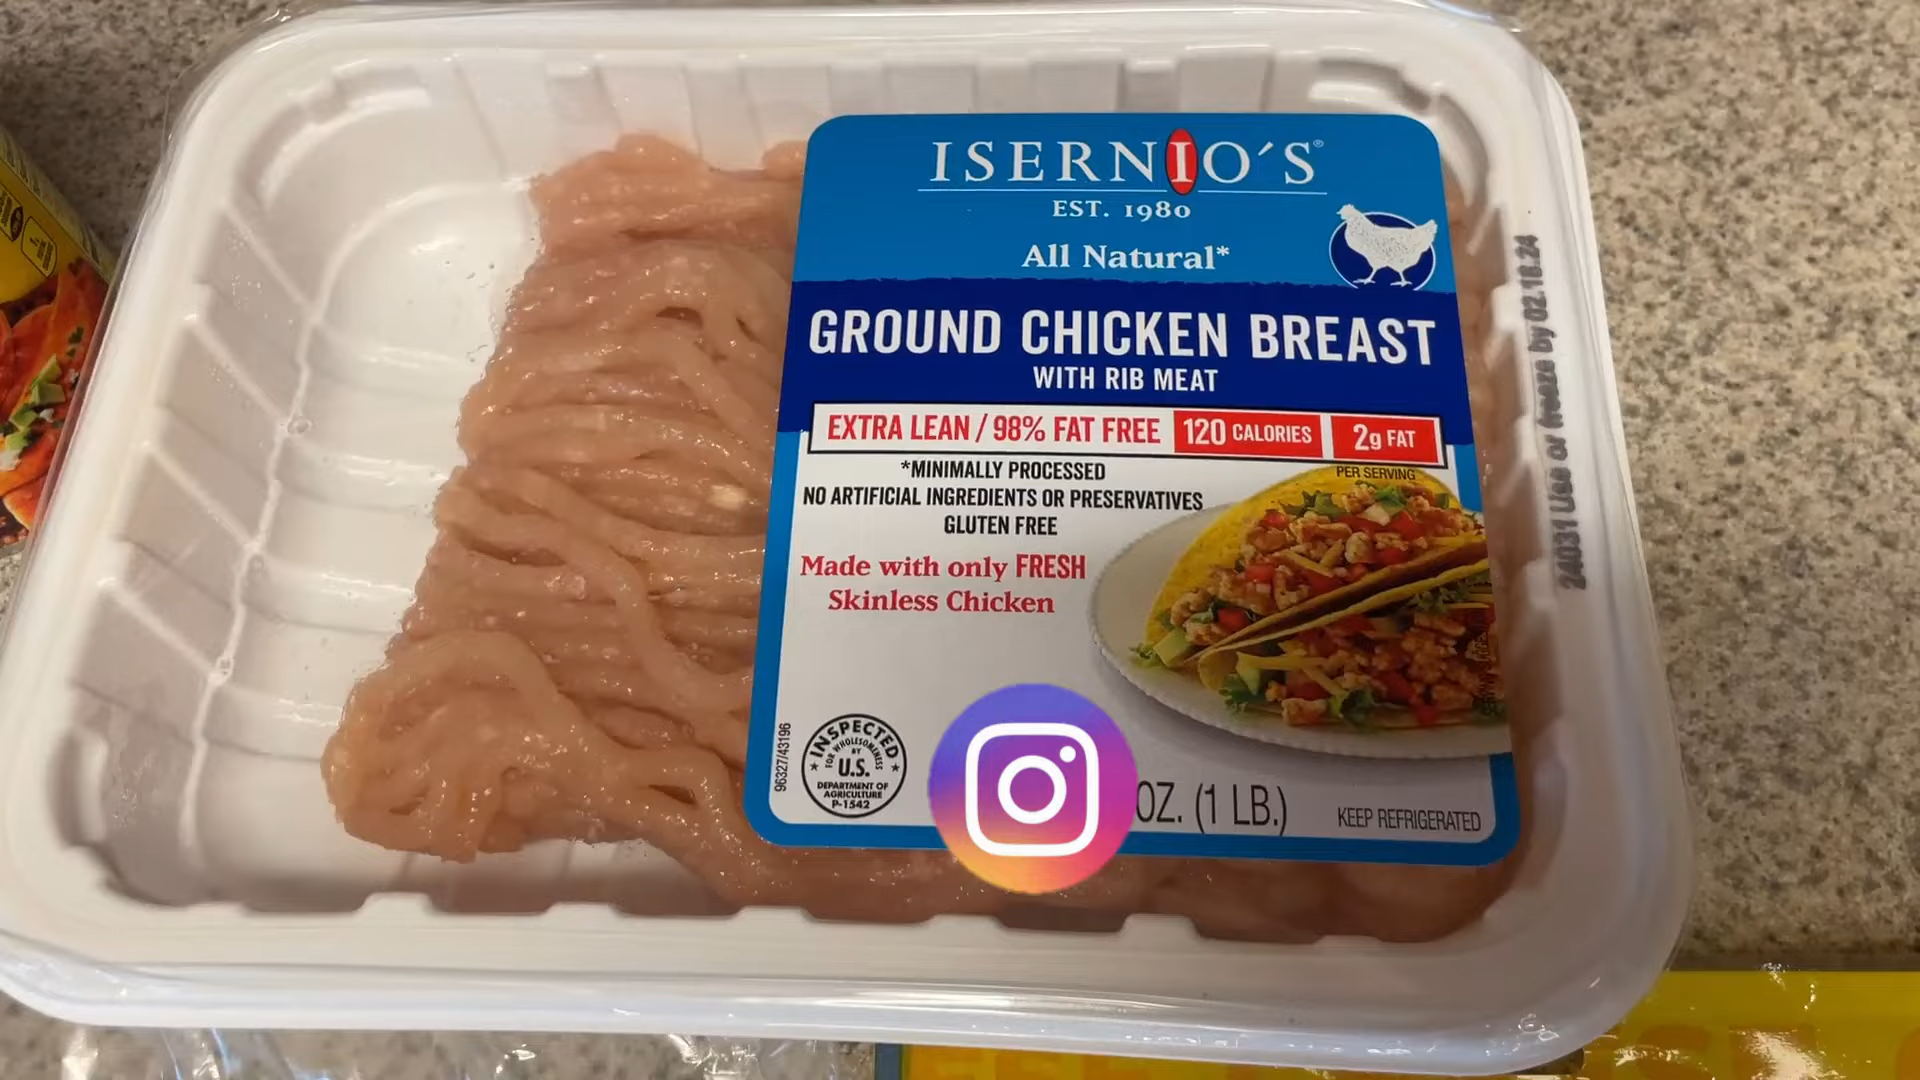 ISERNIO´S®
EST. 1980
All Natural*
GROUND CHICKEN BREAST
WITH RIB MEAT
EXTRA LEAN / 98% FAT FREE 120 CALORIES 2g FAT
PER SERVING
*MINIMALLY PROCESSED
NO ARTIFICIAL INGREDIENTS OR PRESERVATIVES
GLUTEN FREE
Made with only FRESH
Skinless Chicken
96327/43196
INSPECTED
FOR WHOLESOMENESS
BY
U.S.
DEPARTMENT OF
AGRICULTURE
P-1542
OZ. (1 LB.)
KEEP REFRIGERATED
24031 Use or freeze by 02.18.24